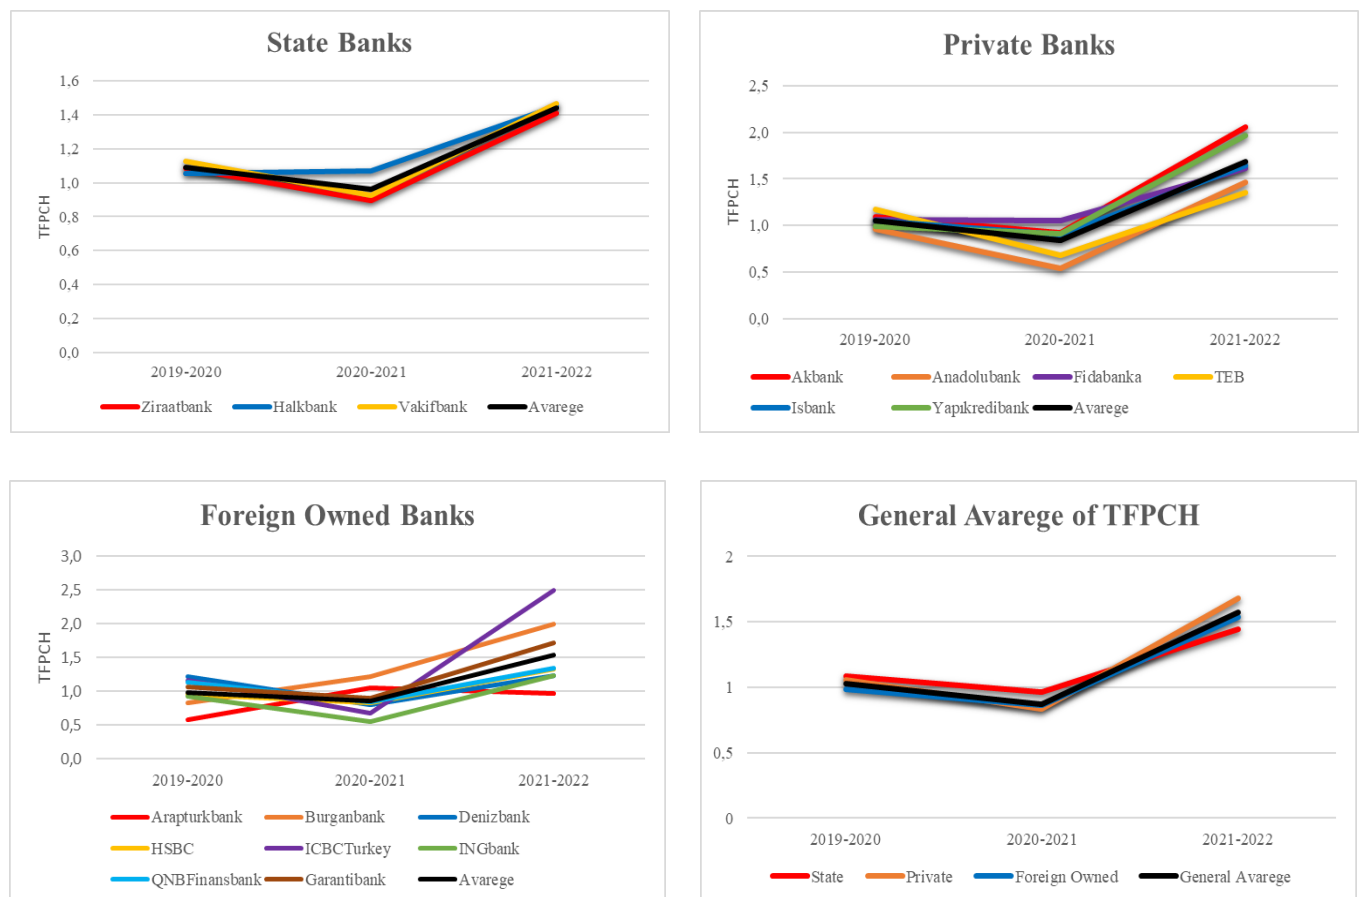 State Banks
TFPCH
1,6
1,4
1,2
1,0
0,8
0,6
0,4
0,2
0,0
2019-2020 2020-2021 2021-2022
Ziraatbank Halkbank Vakifbank Avarege
Private Banks
TFPCH
2,5
2,0
1,5
1,0
0,5
0,0
2019-2020 2020-2021 2021-2022
Akbank Anadolubank Fidabanka TEB
Isbank Yapıkredibank Avarege
Foreign Owned Banks
TFPCH
3,0
2,5
2,0
1,5
1,0
0,5
0,0
2019-2020 2020-2021 2021-2022
Arapturkbank Burganbank Denizbank
HSBC ICBCTurkey INGbank
QNBFinansbank Garantibank Avarege
General Avarege of TFPCH
2
1,5
1
0,5
0
2019-2020 2020-2021 2021-2022
State Private Foreign Owned General Avarege